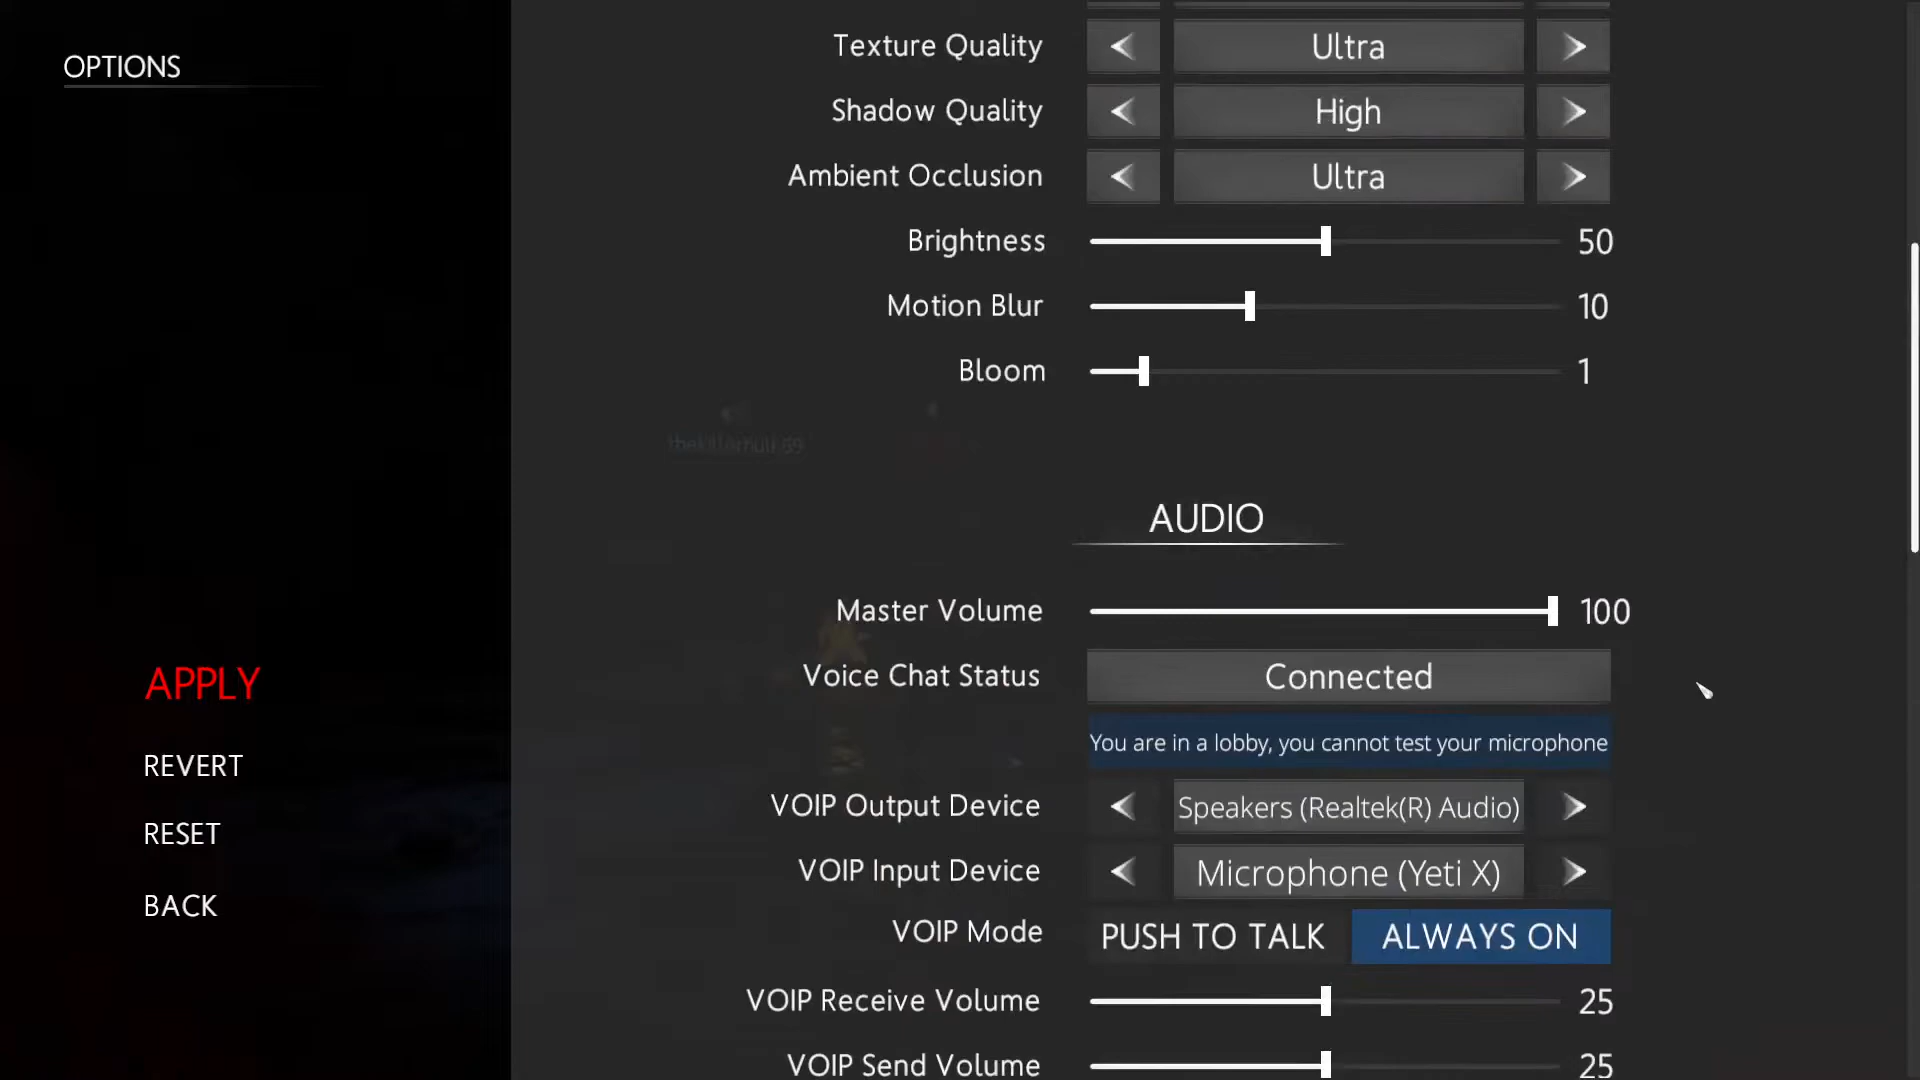 OPTIONS
Texture Quality Ultra
Shadow Quality High
Ambient Occlusion Ultra
Brightness 50
Motion Blur 10
Bloom 1
AUDIO
Master Volume 100
Voice Chat Status Connected
You are in a lobby, you cannot test your microphone
VOIP Output Device Speakers (Realtek(R) Audio)
VOIP Input Device Microphone (Yeti X)
VOIP Mode PUSH TO TALK ALWAYS ON
VOIP Receive Volume 25
VOIP Send Volume 25
APPLY
REVERT
RESET
BACK